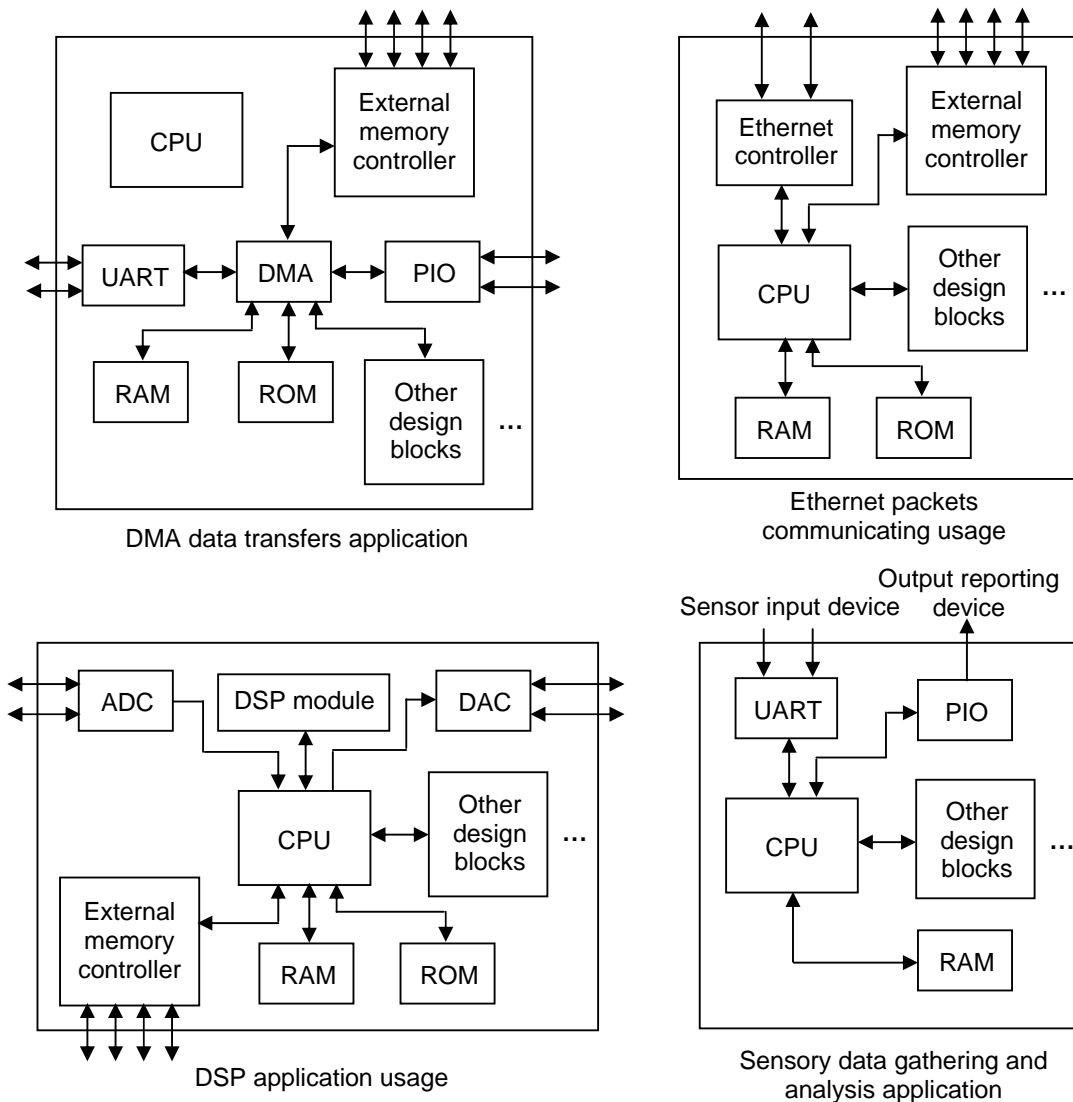 External
memory
controller
CPU
UART
DMA
PIO
RAM
ROM
Other
design
blocks
...
DMA data transfers application
Ethernet
controller
External
memory
controller
CPU
Other
design
blocks
...
RAM
ROM
Ethernet packets
communicating usage
ADC
DSP module
DAC
CPU
Other
design
blocks
...
External
memory
controller
RAM
ROM
DSP application usage
Sensor input device
Output reporting
device
UART
PIO
CPU
Other
design
blocks
...
RAM
Sensory data gathering and
analysis application